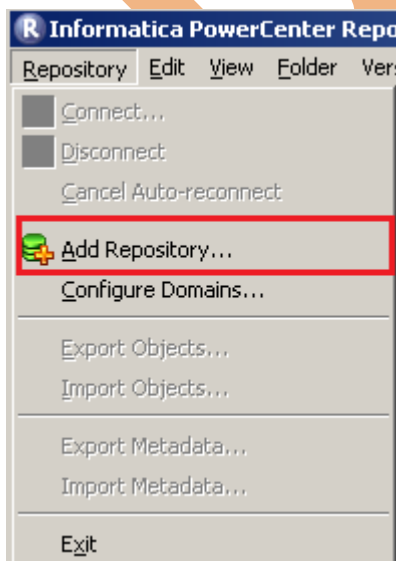 R Informatica PowerCenter Repo
Repository Edit View Folder Ver
Connect...
Disconnect
Cancel Auto-reconnect
Add Repository...
Configure Domains...
Export Objects...
Import Objects...
Export Metadata...
Import Metadata...
Exit